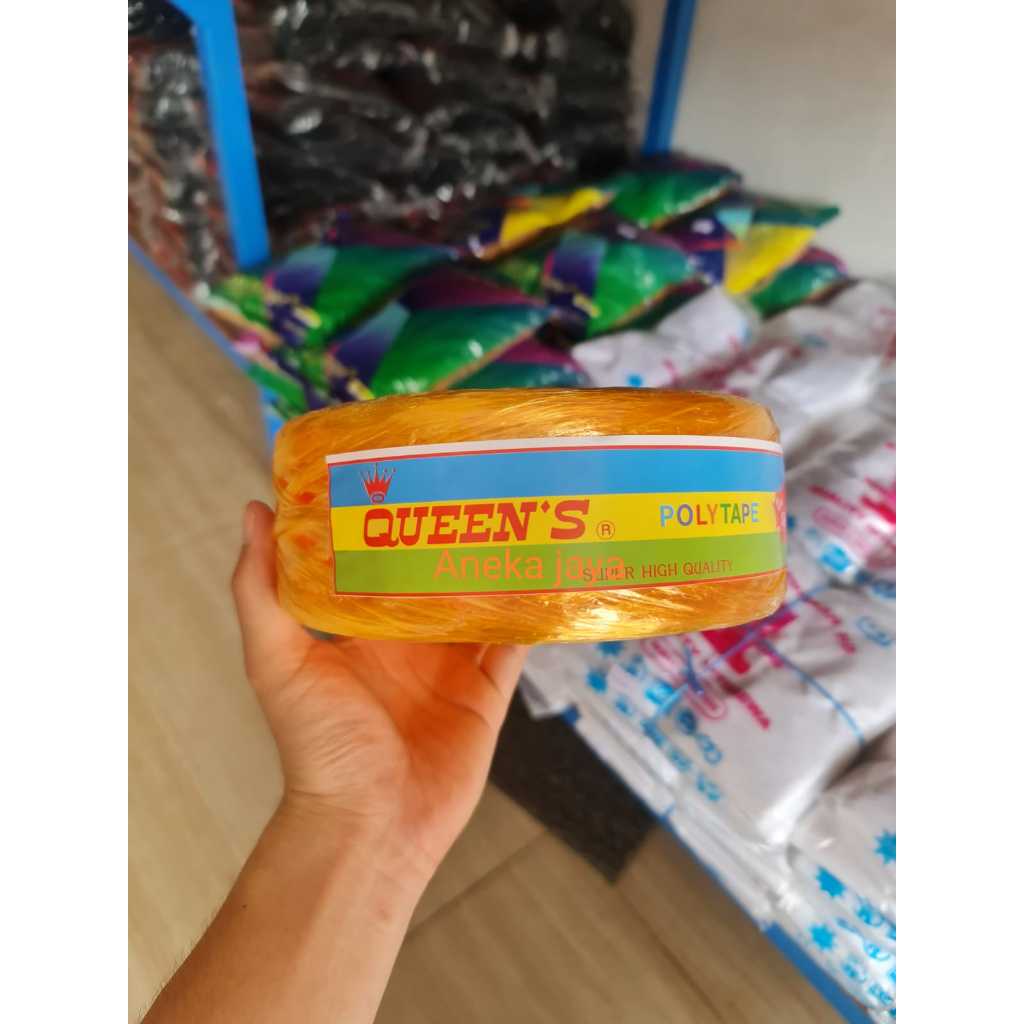 QUEEN'S ®
POLYTAPE
Aneka jaya
SUPER HIGH QUALITY